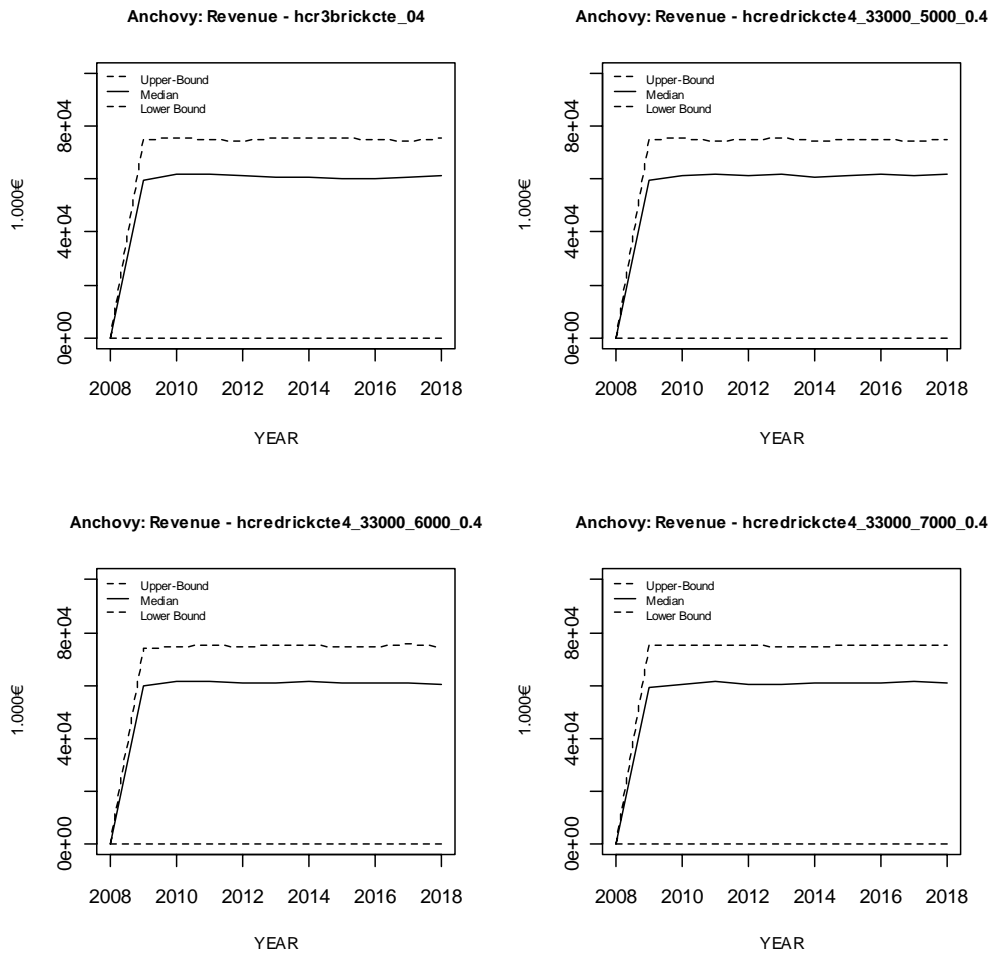 Anchovy: Revenue - hcr3brickcte_04
Upper-Bound
Median
Lower Bound
8e+04
4e+04
0e+00
1.000€
2008 2010 2012 2014 2016 2018
YEAR
Anchovy: Revenue - hcredrickcte4_33000_5000_0.4
Upper-Bound
Median
Lower Bound
8e+04
4e+04
0e+00
1.000€
2008 2010 2012 2014 2016 2018
YEAR
Anchovy: Revenue - hcredrickcte4_33000_6000_0.4
Upper-Bound
Median
Lower Bound
8e+04
4e+04
0e+00
1.000€
2008 2010 2012 2014 2016 2018
YEAR
Anchovy: Revenue - hcredrickcte4_33000_7000_0.4
Upper-Bound
Median
Lower Bound
8e+04
4e+04
0e+00
1.000€
2008 2010 2012 2014 2016 2018
YEAR